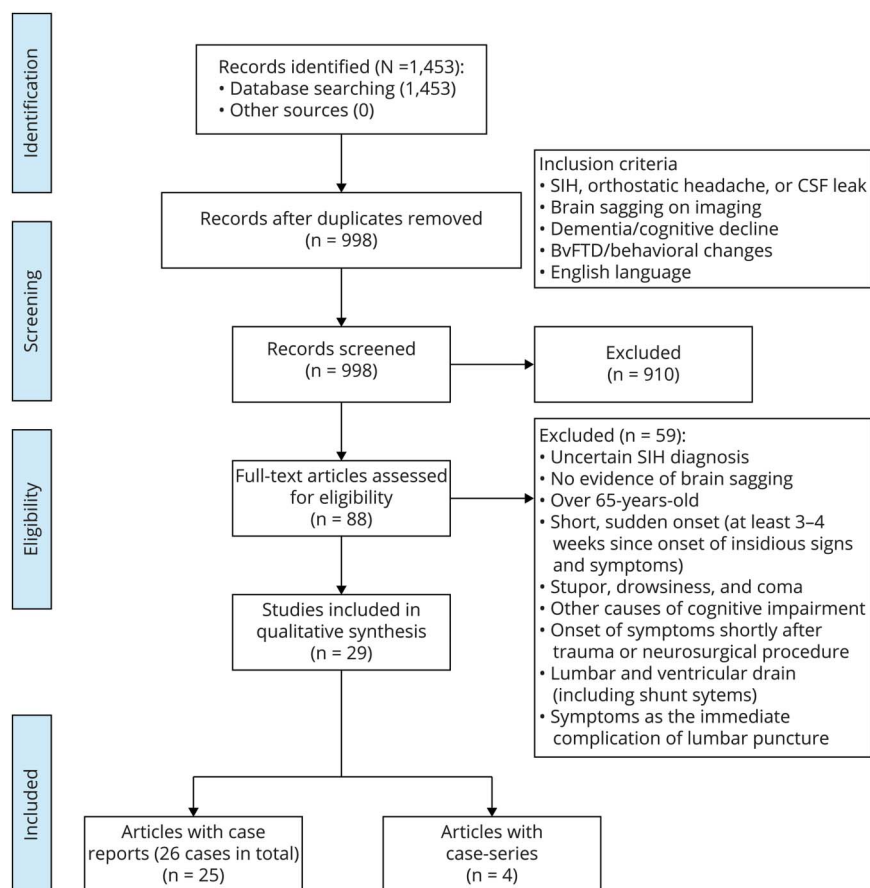 Identification
Records identified (N =1,453):
• Database searching (1,453)
• Other sources (0)
Records after duplicates removed
(n = 998)
Inclusion criteria
• SIH, orthostatic headache, or CSF leak
• Brain sagging on imaging
• Dementia/cognitive decline
• BvFTD/behavioral changes
• English language
Screening
Records screened
(n = 998)
Excluded
(n = 910)
Eligibility
Full-text articles assessed
for eligibility
(n = 88)
Excluded (n = 59):
• Uncertain SIH diagnosis
• No evidence of brain sagging
• Over 65-years-old
• Short, sudden onset (at least 3–4
weeks since onset of insidious signs
and symptoms)
• Stupor, drowsiness, and coma
• Other causes of cognitive impairment
• Onset of symptoms shortly after
trauma or neurosurgical procedure
• Lumbar and ventricular drain
(including shunt sytems)
• Symptoms as the immediate
complication of lumbar puncture
Studies included in
qualitative synthesis
(n = 29)
Included
Articles with case
reports (26 cases in total)
(n = 25)
Articles with
case-series
(n = 4)